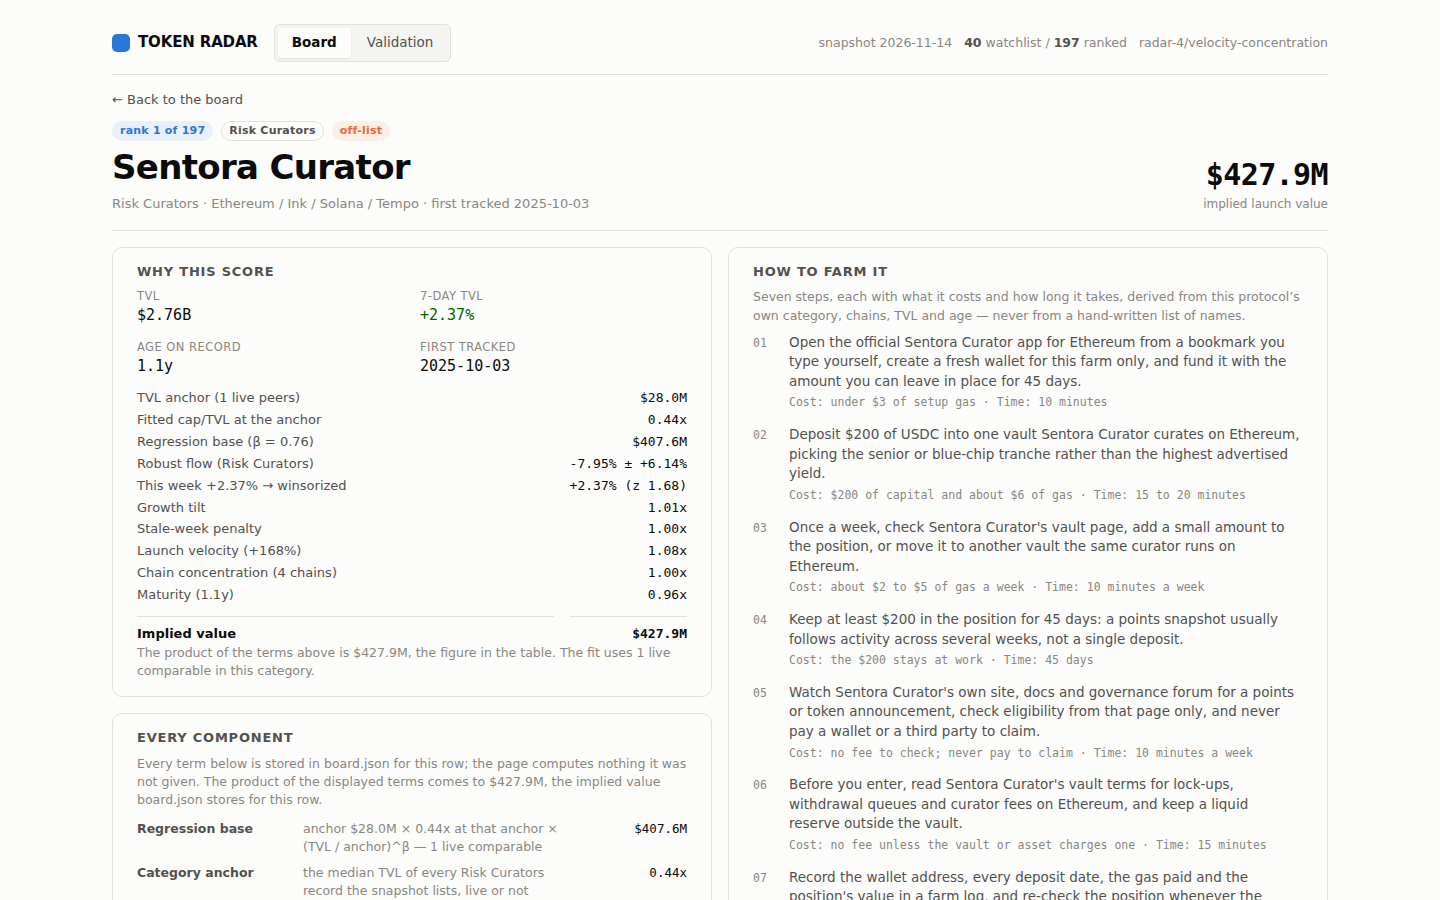 TOKEN RADAR
Board
Validation
snapshot 2026-11-14 40 watchlist / 197 ranked radar-4/velocity-concentration
← Back to the board
rank 1 of 197
Risk Curators
off-list
Sentora Curator
Risk Curators · Ethereum / Ink / Solana / Tempo · first tracked 2025-10-03
$427.9M
implied launch value
WHY THIS SCORE
TVL
$2.76B
7-DAY TVL
+2.37%
AGE ON RECORD
1.1y
FIRST TRACKED
2025-10-03
TVL anchor (1 live peers) $28.0M
Fitted cap/TVL at the anchor 0.44x
Regression base (β = 0.76) $407.6M
Robust flow (Risk Curators) -7.95% ± +6.14%
This week +2.37% → winsorized +2.37% (z 1.68)
Growth tilt 1.01x
Stale-week penalty 1.00x
Launch velocity (+168%) 1.08x
Chain concentration (4 chains) 1.00x
Maturity (1.1y) 0.96x
Implied value $427.9M
The product of the terms above is $427.9M, the figure in the table. The fit uses 1 live
comparable in this category.
EVERY COMPONENT
Every term below is stored in board.json for this row; the page computes nothing it was
not given. The product of the displayed terms comes to $427.9M, the implied value
board.json stores for this row.
Regression base anchor $28.0M × 0.44x at that anchor × $407.6M
(TVL / anchor)^β — 1 live comparable
Category anchor the median TVL of every Risk Curators 0.44x
record the snapshot lists, live or not
HOW TO FARM IT
Seven steps, each with what it costs and how long it takes, derived from this protocol’s
own category, chains, TVL and age — never from a hand-written list of names.
01 Open the official Sentora Curator app for Ethereum from a bookmark you
type yourself, create a fresh wallet for this farm only, and fund it with the
amount you can leave in place for 45 days.
Cost: under $3 of setup gas · Time: 10 minutes
02 Deposit $200 of USDC into one vault Sentora Curator curates on Ethereum,
picking the senior or blue-chip tranche rather than the highest advertised
yield.
Cost: $200 of capital and about $6 of gas · Time: 15 to 20 minutes
03 Once a week, check Sentora Curator's vault page, add a small amount to
the position, or move it to another vault the same curator runs on
Ethereum.
Cost: about $2 to $5 of gas a week · Time: 10 minutes a week
04 Keep at least $200 in the position for 45 days: a points snapshot usually
follows activity across several weeks, not a single deposit.
Cost: the $200 stays at work · Time: 45 days
05 Watch Sentora Curator's own site, docs and governance forum for a points
or token announcement, check eligibility from that page only, and never
pay a wallet or a third party to claim.
Cost: no fee to check; never pay to claim · Time: 10 minutes a week
06 Before you enter, read Sentora Curator's vault terms for lock-ups,
withdrawal queues and curator fees on Ethereum, and keep a liquid
reserve outside the vault.
Cost: no fee unless the vault or asset charges one · Time: 15 minutes
07 Record the wallet address, every deposit date, the gas paid and the
position's value in a farm log, and re-check the position whenever the